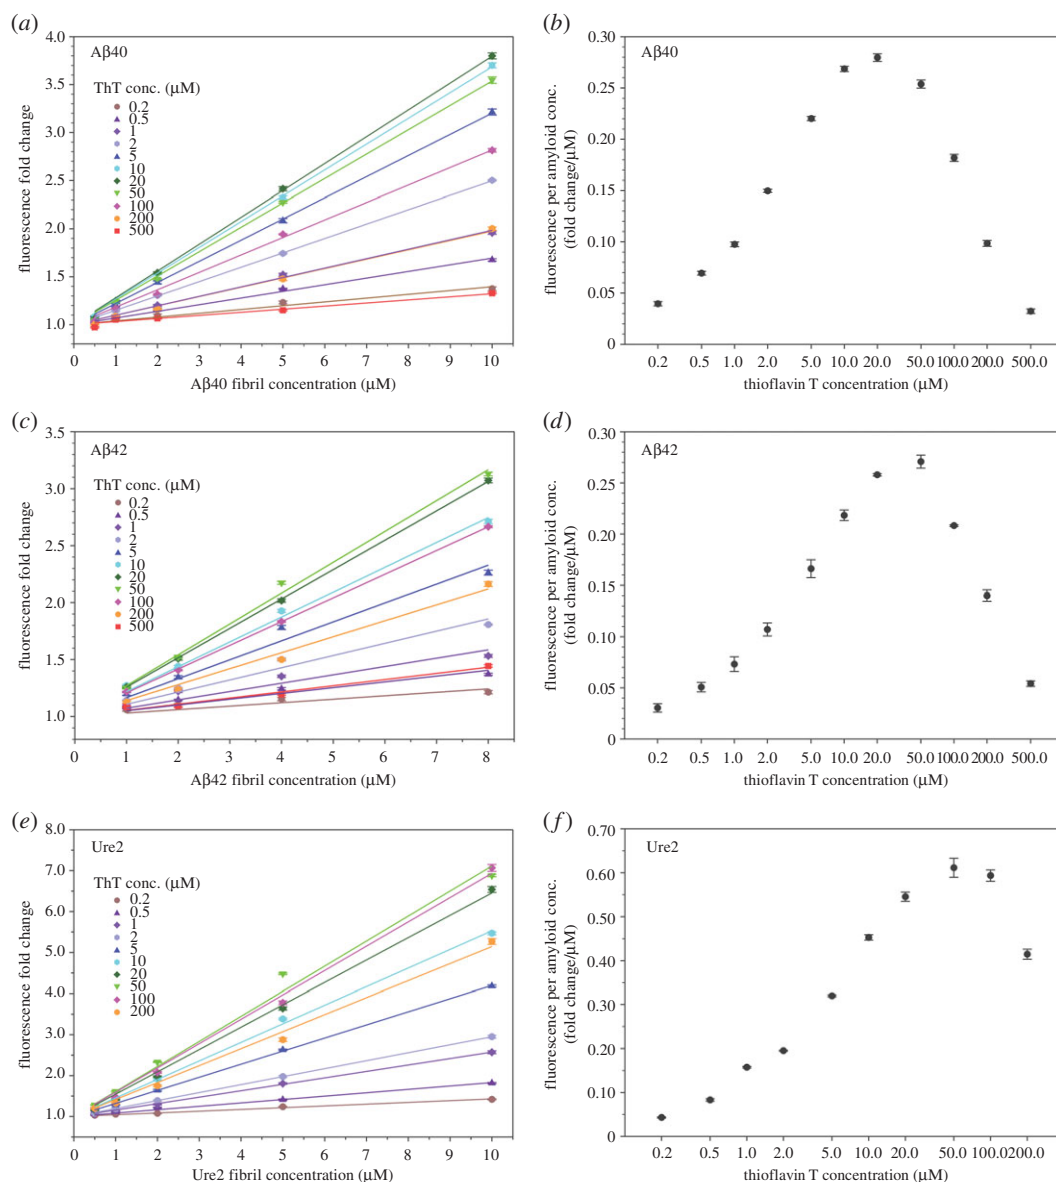 (a)
4.0
3.5
3.0
2.5
2.0
1.5
1.0
fluorescence fold change
Aβ40
ThT conc. (μM)
0.2
0.5
1
2
5
10
20
50
100
200
500
0 1 2 3 4 5 6 7 8 9 10
Aβ40 fibril concentration (μM)
(b)
0.30
0.25
0.20
0.15
0.10
0.05
0
fluorescence per amyloid conc.
(fold change/μM)
Aβ40
0.2 0.5 1.0 2.0 5.0 10.0 20.0 50.0 100.0 200.0 500.0
thioflavin T concentration (μM)
(c)
3.5
3.0
2.5
2.0
1.5
1.0
fluorescence fold change
Aβ42
ThT conc. (μM)
0.2
0.5
1
2
5
10
20
50
100
200
500
0 1 2 3 4 5 6 7 8
Aβ42 fibril concentration (μM)
(d)
0.30
0.25
0.20
0.15
0.10
0.05
0
fluorescence per amyloid conc.
(fold change/μM)
Aβ42
0.2 0.5 1.0 2.0 5.0 10.0 20.0 50.0 100.0 200.0 500.0
thioflavin T concentration (μM)
(e)
8.0
7.0
6.0
5.0
4.0
3.0
2.0
1.0
fluorescence fold change
Ure2
ThT conc. (μM)
0.2
0.5
1
2
5
10
20
50
100
200
0 1 2 3 4 5 6 7 8 9 10
Ure2 fibril concentration (μM)
(f)
0.70
0.60
0.50
0.40
0.30
0.20
0.10
0
fluorescence per amyloid conc.
(fold change/μM)
Ure2
0.2 0.5 1.0 2.0 5.0 10.0 20.0 50.0 100.0 200.0
thioflavin T concentration (μM)